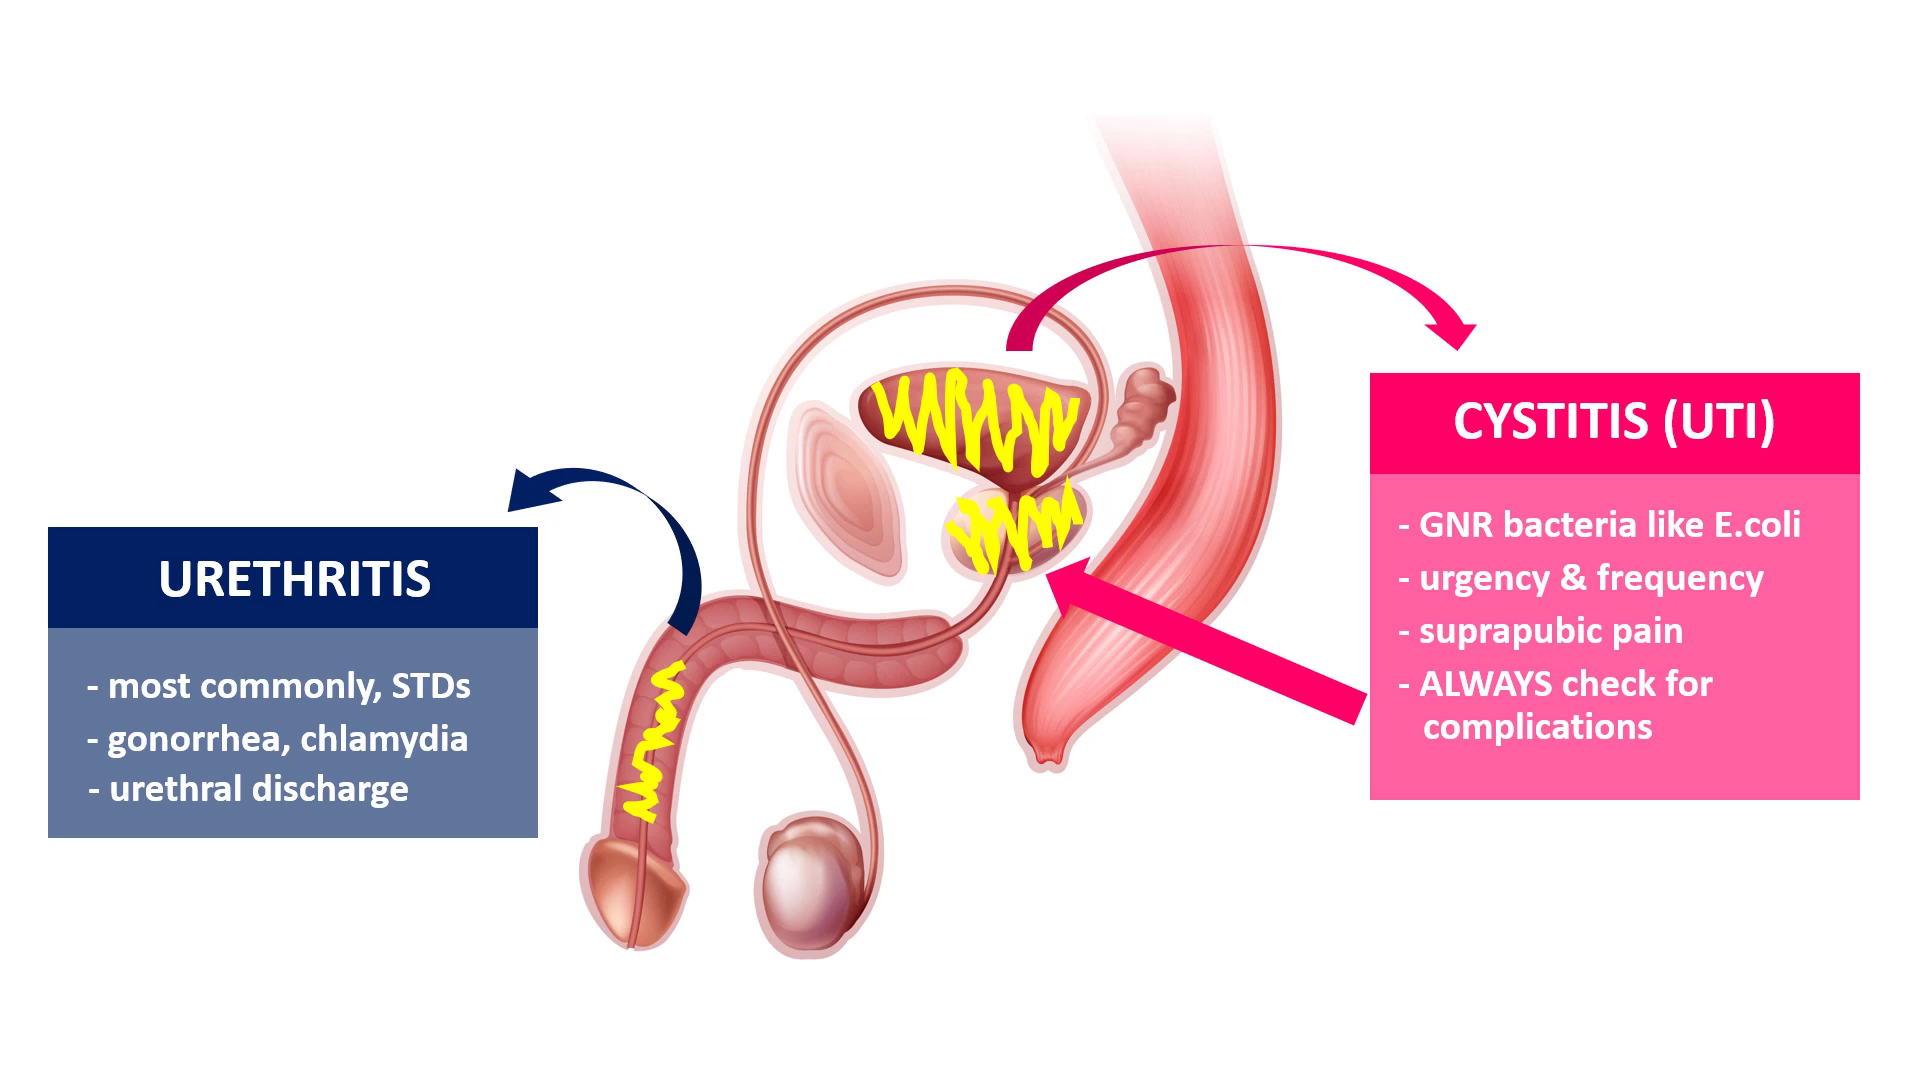 URETHRITIS
- most commonly, STDs
- gonorrhea, chlamydia
- urethral discharge
CYSTITIS (UTI)
- GNR bacteria like E.coli
- urgency & frequency
- suprapubic pain
- ALWAYS check for
complications